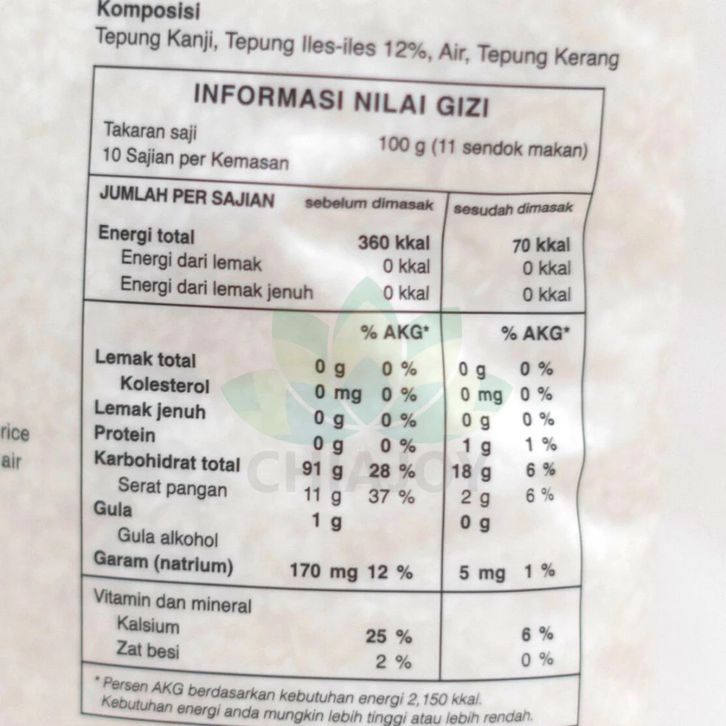 Komposisi
Tepung Kanji, Tepung Iles-iles 12%, Air, Tepung Kerang
INFORMASI NILAI GIZI
Takaran saji 100 g (11 sendok makan)
10 Sajian per Kemasan
JUMLAH PER SAJIAN sebelum dimasak sesudah dimasak
Energi total 360 kkal 70 kkal
Energi dari lemak 0 kkal 0 kkal
Energi dari lemak jenuh 0 kkal 0 kkal
% AKG* % AKG*
Lemak total 0 g 0 % 0 g 0 %
Kolesterol 0 mg 0 % 0 mg 0 %
Lemak jenuh 0 g 0 % 0 g 0 %
Protein 0 g 0 % 1 g 1 %
Karbohidrat total 91 g 28 % 18 g 6 %
Serat pangan 11 g 37 % 2 g 6 %
Gula 1 g 0 g
Gula alkohol
Garam (natrium) 170 mg 12 % 5 mg 1 %
Vitamin dan mineral
Kalsium 25 % 6 %
Zat besi 2 % 0 %
*Persen AKG berdasarkan kebutuhan energi 2,150 kkal.
Kebutuhan energi anda mungkin lebih tinggi atau lebih rendah.
rice
air
CHIAJOY